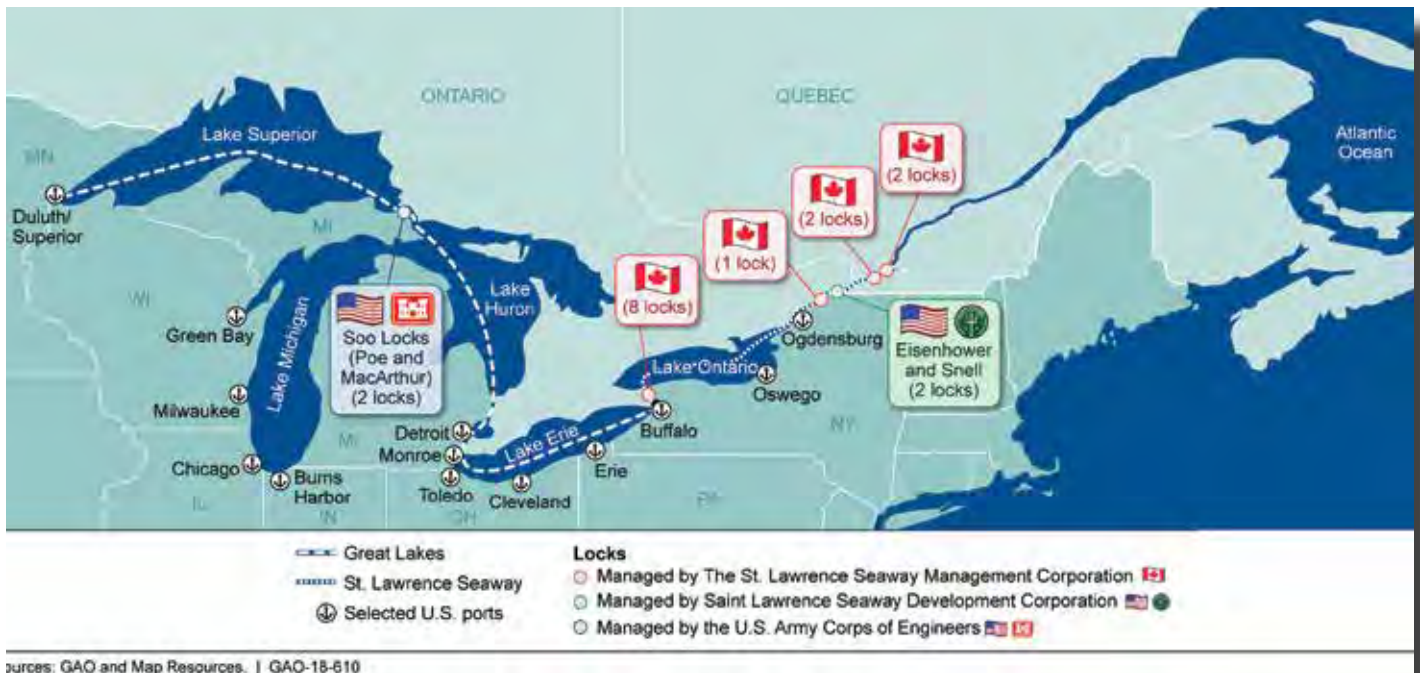 ONTARIO
QUEBEC
Lake Superior
Atlantic
Ocean
MN
(2 locks)
(2 locks)
Duluth/
Superior
MI
(1 lock)
(8 locks)
WI
Lake
Huron
Green Bay
Lake Michigan
Soo Locks
(Poe and
MacArthur)
(2 locks)
Ogdensburg
Eisenhower
and Snell
(2 locks)
Lake Ontario
Oswego
Milwaukee
MI
Detroit
Monroe
Lake Erie
Buffalo
NY
Chicago
Burns
Harbor
Toledo
Cleveland
Erie
PA
IL
IN
OH
Great Lakes
St. Lawrence Seaway
Selected U.S. ports
Locks
Managed by The St. Lawrence Seaway Management Corporation
Managed by Saint Lawrence Seaway Development Corporation
Managed by the U.S. Army Corps of Engineers
ources: GAO and Map Resources. | GAO-18-610